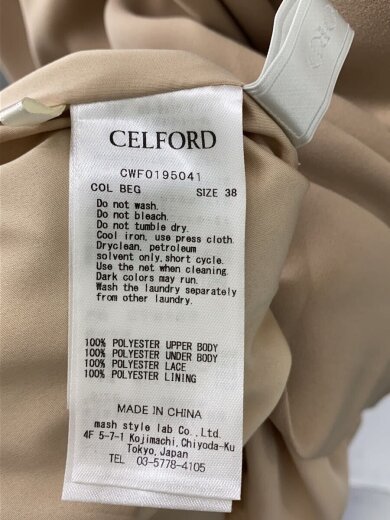 CELFORD
CWF0195041
COL BEG SIZE 38
Do not wash.
Do not bleach.
Do not tumble dry.
Cool iron, use press cloth.
Dryclean, petroleum
solvent only, short cycle.
Use the net when cleaning.
Dark colors may run.
Wash the laundry separately
from other laundry.
100% POLYESTER UPPER BODY
100% POLYESTER UNDER BODY
100% POLYESTER LACE
100% POLYESTER LINING
MADE IN CHINA
mash style lab Co., Ltd.
4F 5-7-1 Kojimachi, Chiyoda-Ku
Tokyo, Japan
TEL 03-5778-4105